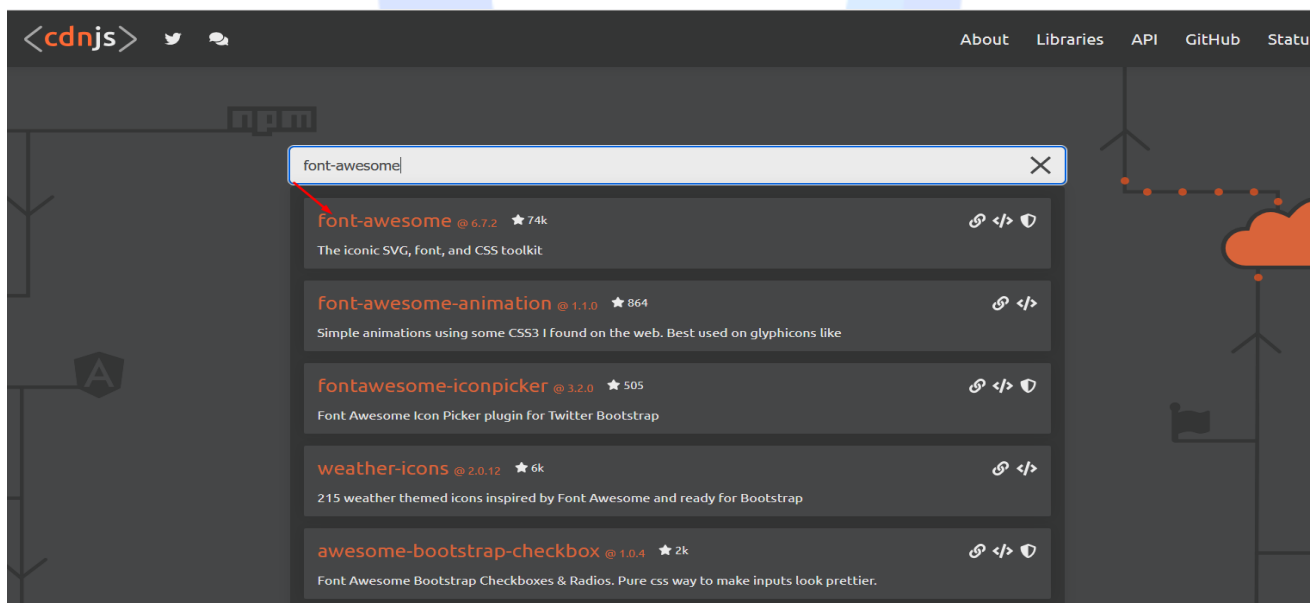 <cdnjs>
About Libraries API GitHub Statu
npm
font-awesome
font-awesome @ 6.7.2 74k
The iconic SVG, font, and CSS toolkit
font-awesome-animation @ 1.1.0 864
Simple animations using some CSS3 I found on the web. Best used on glyphicons like
fontawesome-iconpicker @ 3.2.0 505
Font Awesome Icon Picker plugin for Twitter Bootstrap
A
weather-icons @ 2.0.12 6k
215 weather themed icons inspired by Font Awesome and ready for Bootstrap
awesome-bootstrap-checkbox @ 1.0.4 2k
Font Awesome Bootstrap Checkboxes & Radios. Pure css way to make inputs look prettier.